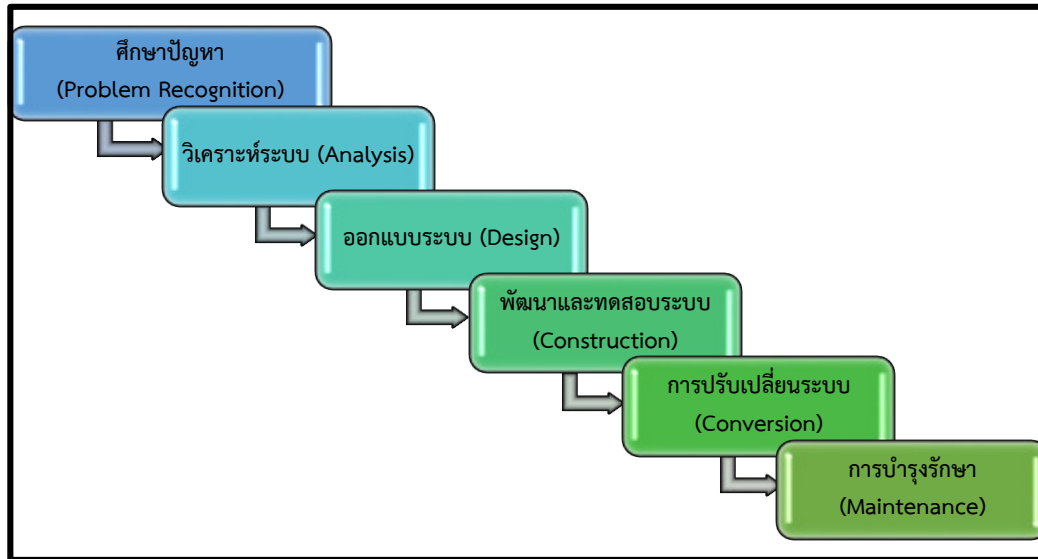 ศึกษาปัญหา
(Problem Recognition)
วิเคราะห์ระบบ (Analysis)
ออกแบบระบบ (Design)
พัฒนาและทดสอบระบบ
(Construction)
การปรับเปลี่ยนระบบ
(Conversion)
การบำรุงรักษา
(Maintenance)